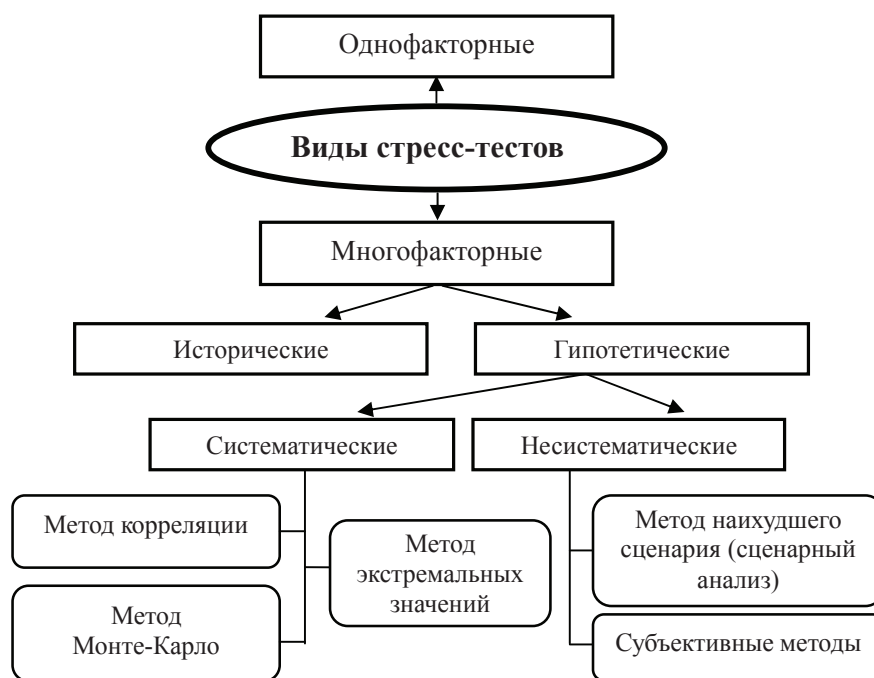 Однофакторные
Виды стресс-тестов
Многофакторные
Исторические
Гипотетические
Систематические
Несистематические
Метод корреляции
Метод
экстремальных
значений
Метод
Монте-Карло
Метод наихудшего
сценария (сценарный
анализ)
Субъективные методы